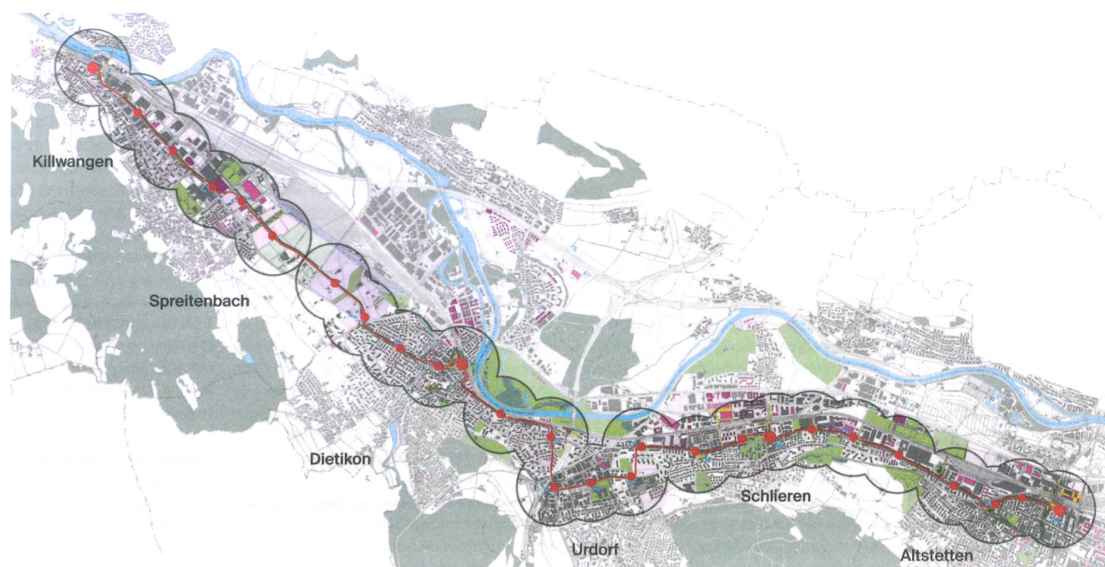 Killwangen
Spreitenbach
Dietikon
Urdorf
Schlieren
Altstetten